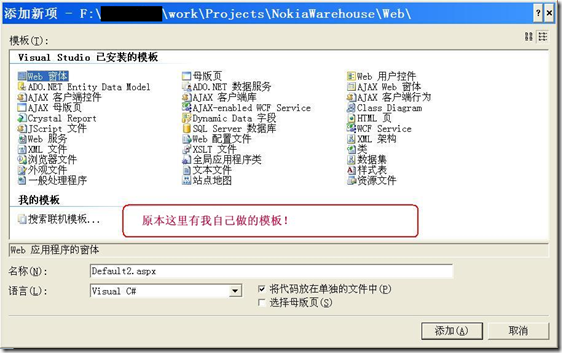 添加新项 - F:\ \work\Projects\NokiaWarehouse\Web\
模板(T):
Visual Studio 已安装的模板
Web 窗体 母版页 Web 用户控件
ADO.NET Entity Data Model ADO.NET 数据服务 AJAX Web 窗体
AJAX 客户端控件 AJAX 客户端库 AJAX 客户端行为
AJAX 母版页 AJAX-enabled WCF Service Class Diagram
Crystal Report Dynamic Data 字段 HTML 页
JScript 文件 SQL Server 数据库 WCF Service
Web 服务 Web 配置文件 XML 架构
XML 文件 XSLT 文件 类
浏览器文件 全局应用程序类 数据集
外观文件 文本文件 样式表
一般处理程序 站点地图 资源文件
我的模板
搜索联机模板...
原本这里有我自己做的模板!
Web 应用程序的窗体
名称(N): Default2.aspx
语言(L): Visual C# 将代码放在单独的文件中(P)
选择母版页(S)
添加(A) 取消